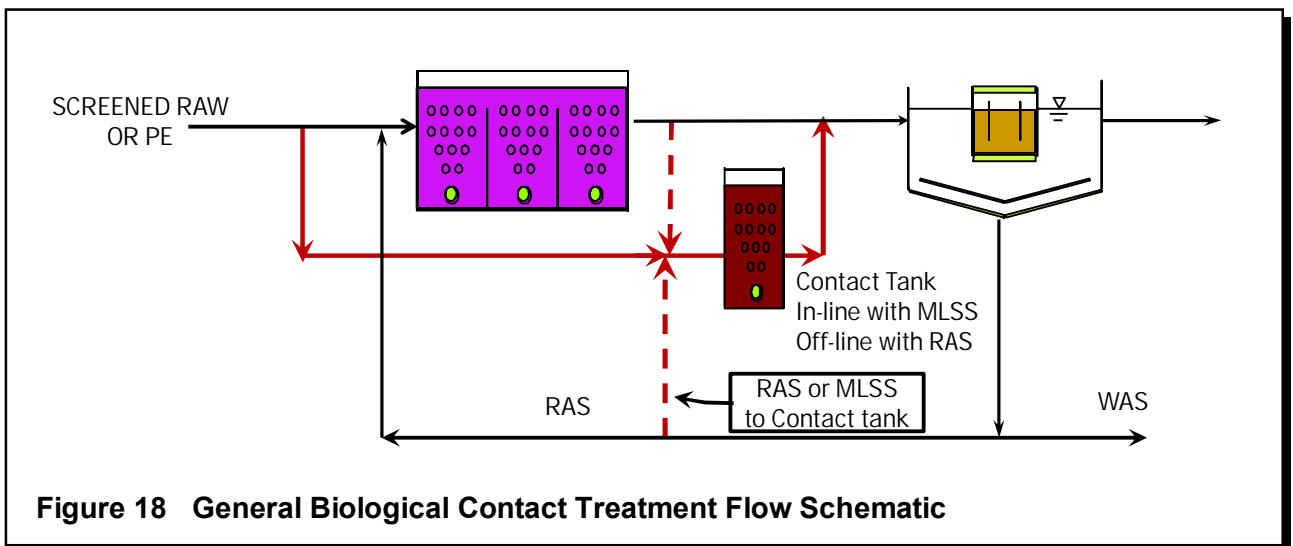 SCREENED RAW
OR PE
Contact Tank
In-line with MLSS
Off-line with RAS
RAS or MLSS
to Contact tank
RAS
WAS
Figure 18 General Biological Contact Treatment Flow Schematic